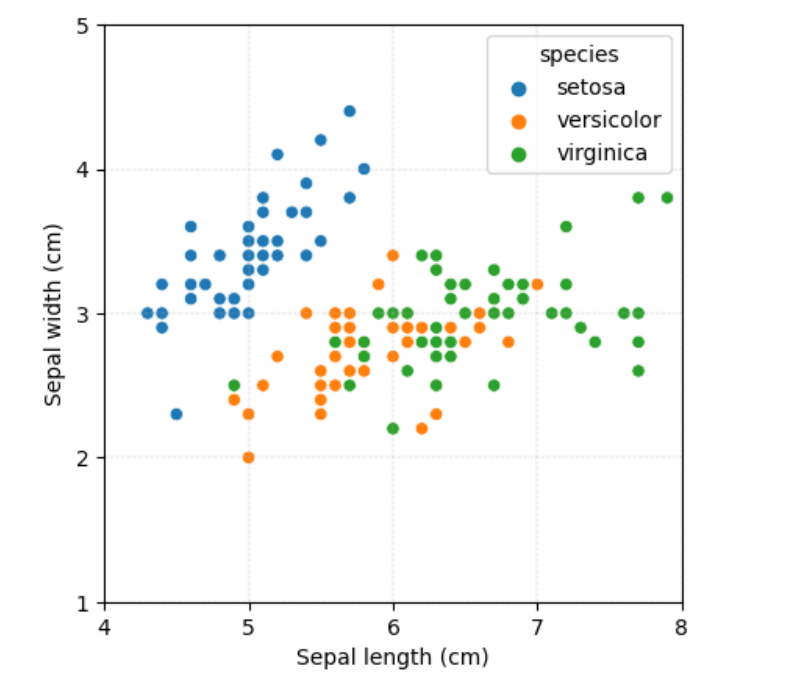 species
setosa
versicolor
virginica
5
4
3
2
1
Sepal width (cm)
4 5 6 7 8
Sepal length (cm)